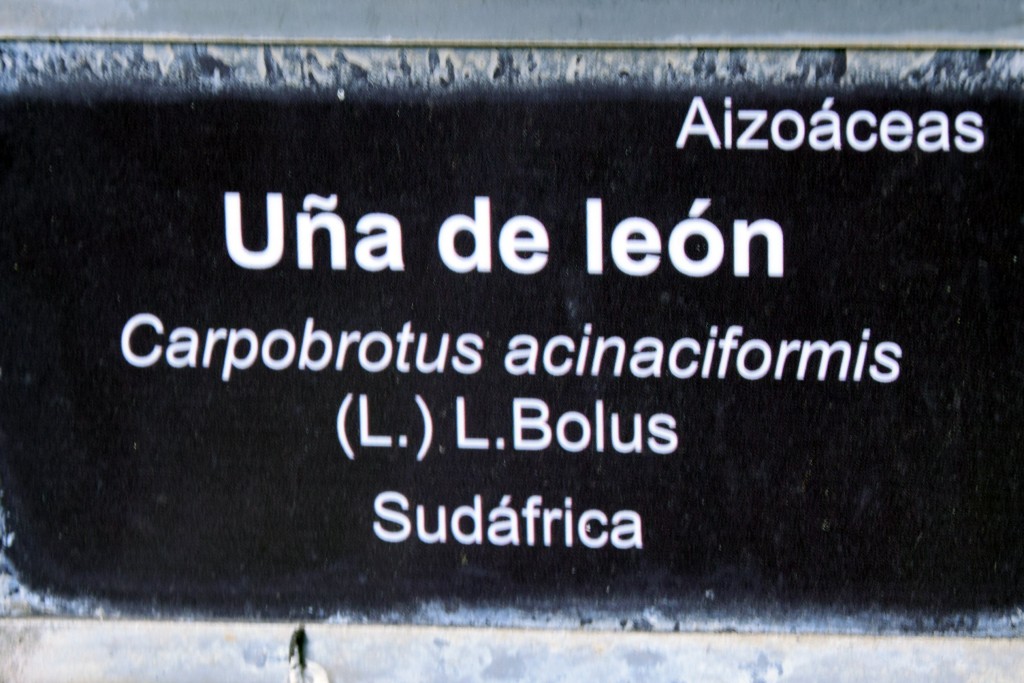 Aizoáceas
Uña de león
Carpobrotus acinaciformis
(L.) L.Bolus
Sudáfrica